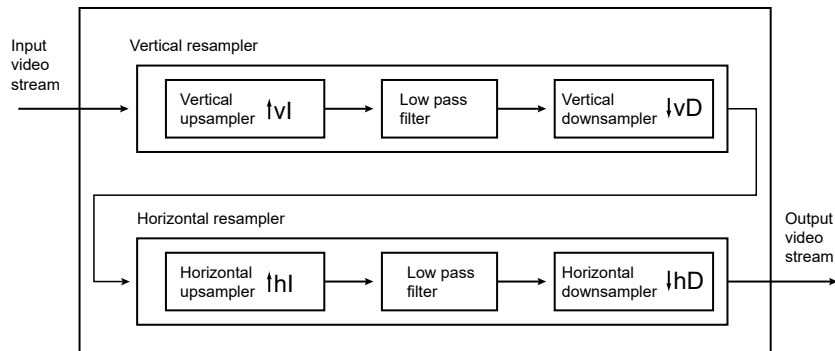 Input
video
stream
Vertical resampler
Vertical
upsampler ↑vI
Low pass
filter
Vertical
downsampler ↓vD
Horizontal resampler
Horizontal
upsampler ↑hI
Low pass
filter
Horizontal
downsampler ↓hD
Output
video
stream